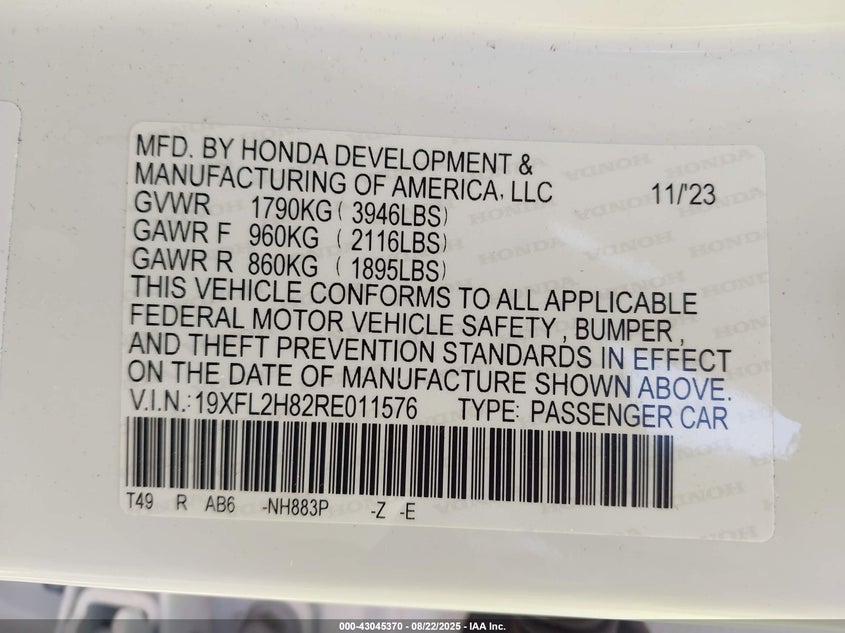 MFD. BY HONDA DEVELOPMENT &
MANUFACTURING OF AMERICA, LLC 11/'23
GVWR 1790KG ( 3946LBS)
GAWR F 960KG ( 2116LBS)
GAWR R 860KG ( 1895LBS)
THIS VEHICLE CONFORMS TO ALL APPLICABLE
FEDERAL MOTOR VEHICLE SAFETY , BUMPER ,
AND THEFT PREVENTION STANDARDS IN EFFECT
ON THE DATE OF MANUFACTURE SHOWN ABOVE.
V.I.N.: 19XFL2H82RE011576 TYPE: PASSENGER CAR
T49 R AB6 -NH883P -Z -E
000-43045370 - 08/22/2025 - IAA Inc.